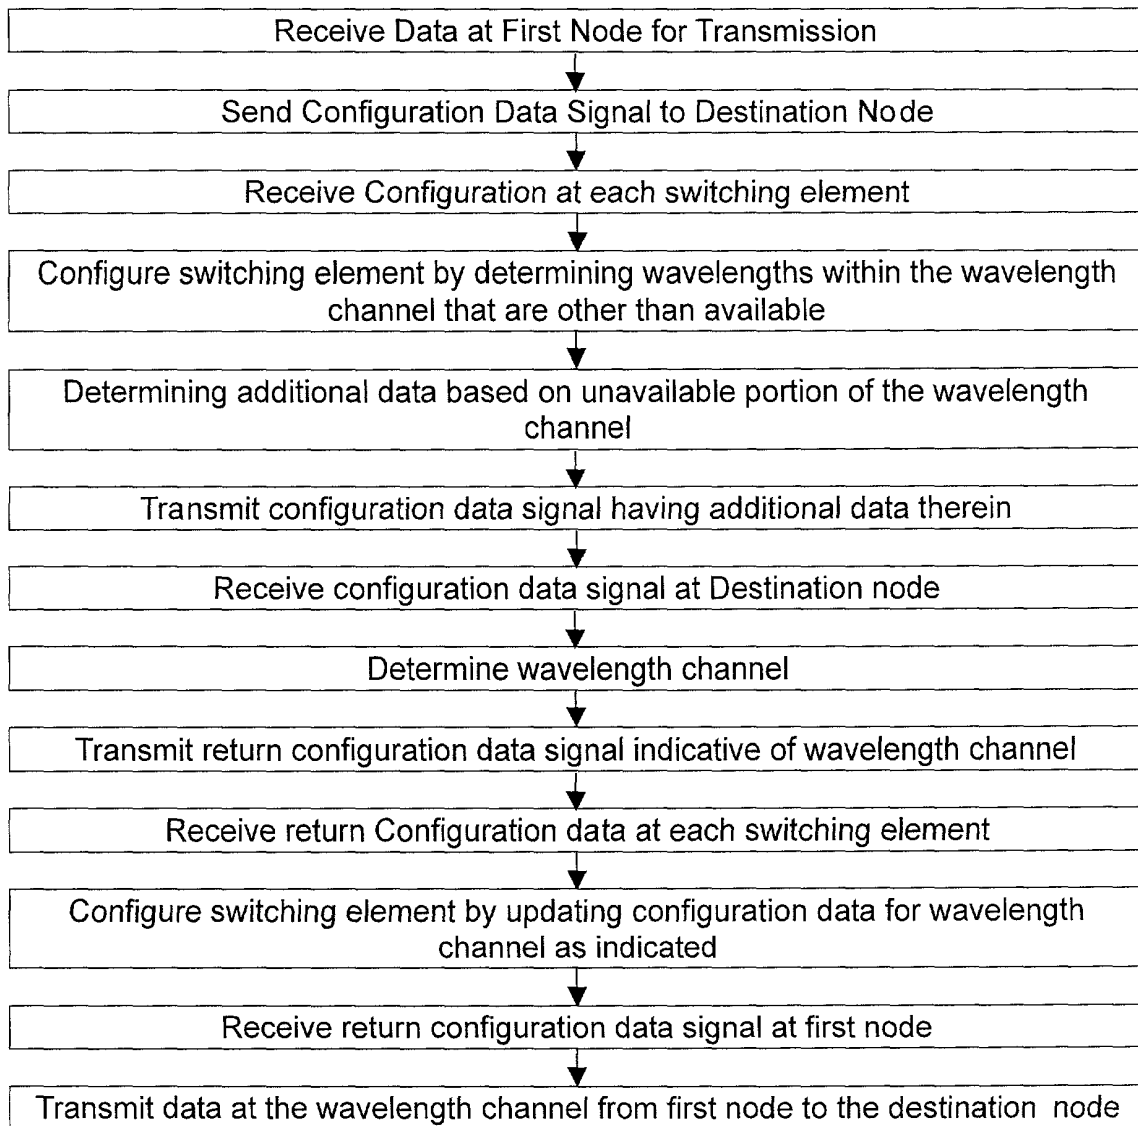 Receive Data at First Node for Transmission
Send Configuration Data Signal to Destination Node
Receive Configuration at each switching element
Configure switching element by determining wavelengths within the wavelength
channel that are other than available
Determining additional data based on unavailable portion of the wavelength
channel
Transmit configuration data signal having additional data therein
Receive configuration data signal at Destination node
Determine wavelength channel
Transmit return configuration data signal indicative of wavelength channel
Receive return Configuration data at each switching element
Configure switching element by updating configuration data for wavelength
channel as indicated
Receive return configuration data signal at first node
Transmit data at the wavelength channel from first node to the destination node